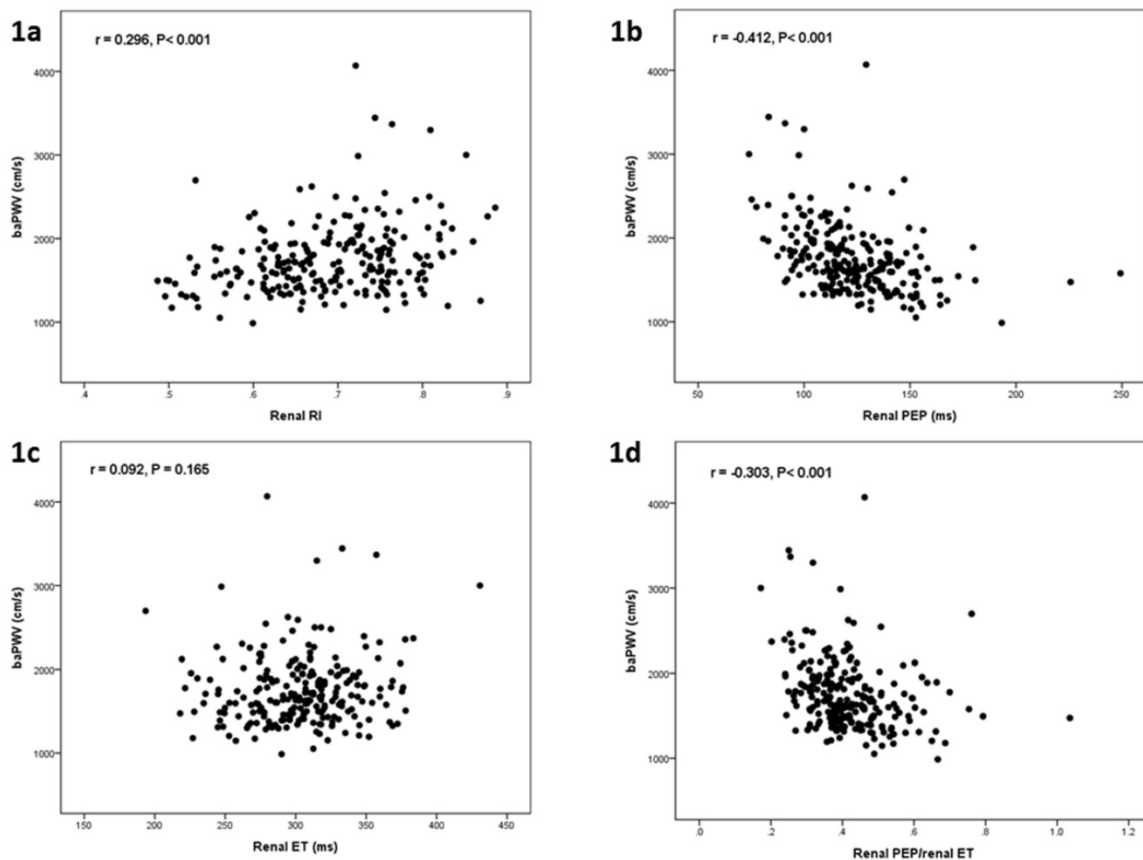 1a
r = 0.296, P< 0.001
baPWV (cm/s)
4000
3000
2000
1000
.4 .5 .6 .7 .8 .9
Renal RI
1b
r = -0.412, P< 0.001
baPWV (cm/s)
4000
3000
2000
1000
50 100 150 200 250
Renal PEP (ms)
1c
r = 0.092, P = 0.165
baPWV (cm/s)
4000
3000
2000
1000
150 200 250 300 350 400 450
Renal ET (ms)
1d
r = -0.303, P< 0.001
baPWV (cm/s)
4000
3000
2000
1000
.0 .2 .4 .6 .8 1.0 1.2
Renal PEP/renal ET